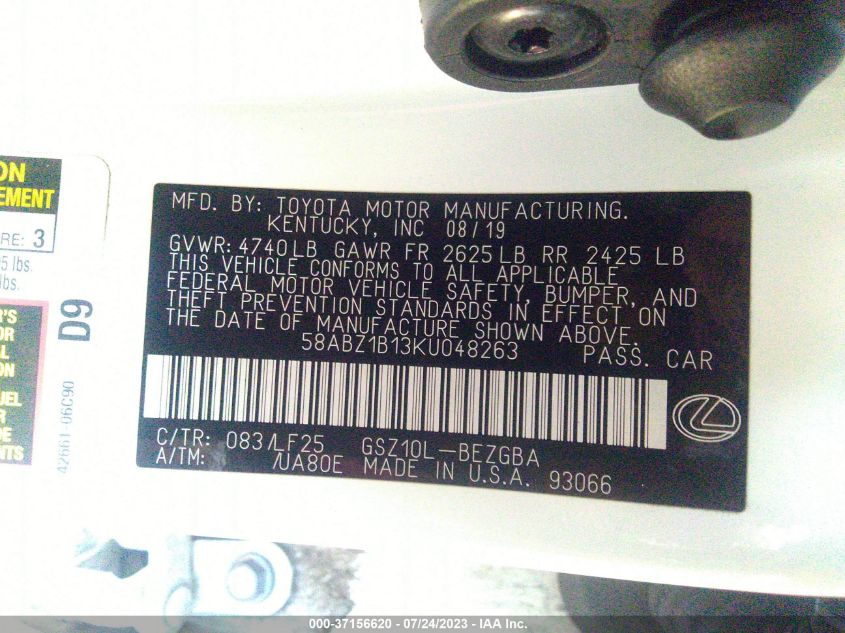 ON
EMENT
RE: 3
5 lbs.
lbs.
D9
42661-06C90
MFD. BY: TOYOTA MOTOR MANUFACTURING.
KENTUCKY, INC 08/19
GVWR: 4740LB GAWR FR 2625LB RR 2425 LB
THIS VEHICLE CONFORMS TO ALL APPLICABLE
FEDERAL MOTOR VEHICLE SAFETY, BUMPER, AND
THEFT PREVENTION STANDARDS IN EFFECT ON
THE DATE OF MANUFACTURE SHOWN ABOVE.
58ABZ1B13KU048263 PASS. CAR
C/TR: 083/LF25 GSZ10L-BEZGBA
A/TM: /UA80E MADE IN U.S.A. 93066
000-37156620 - 07/24/2023 - IAA Inc.